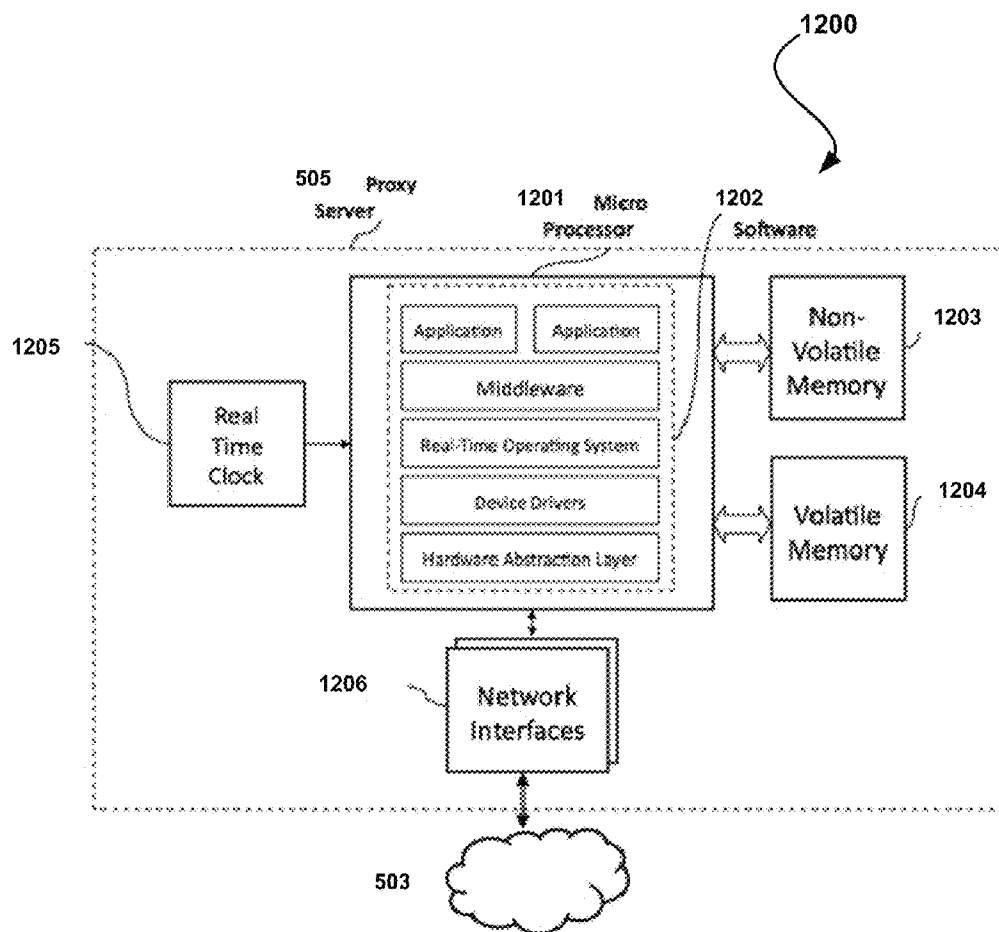 1200
505 Proxy
Server
1201 Micro
Processor
1202
Software
Application
Application
Middleware
Real-Time Operating System
Device Drivers
Hardware Abstraction Layer
1205
Real
Time
Clock
Non-
Volatile
Memory
1203
Volatile
Memory
1204
1206
Network
Interfaces
503